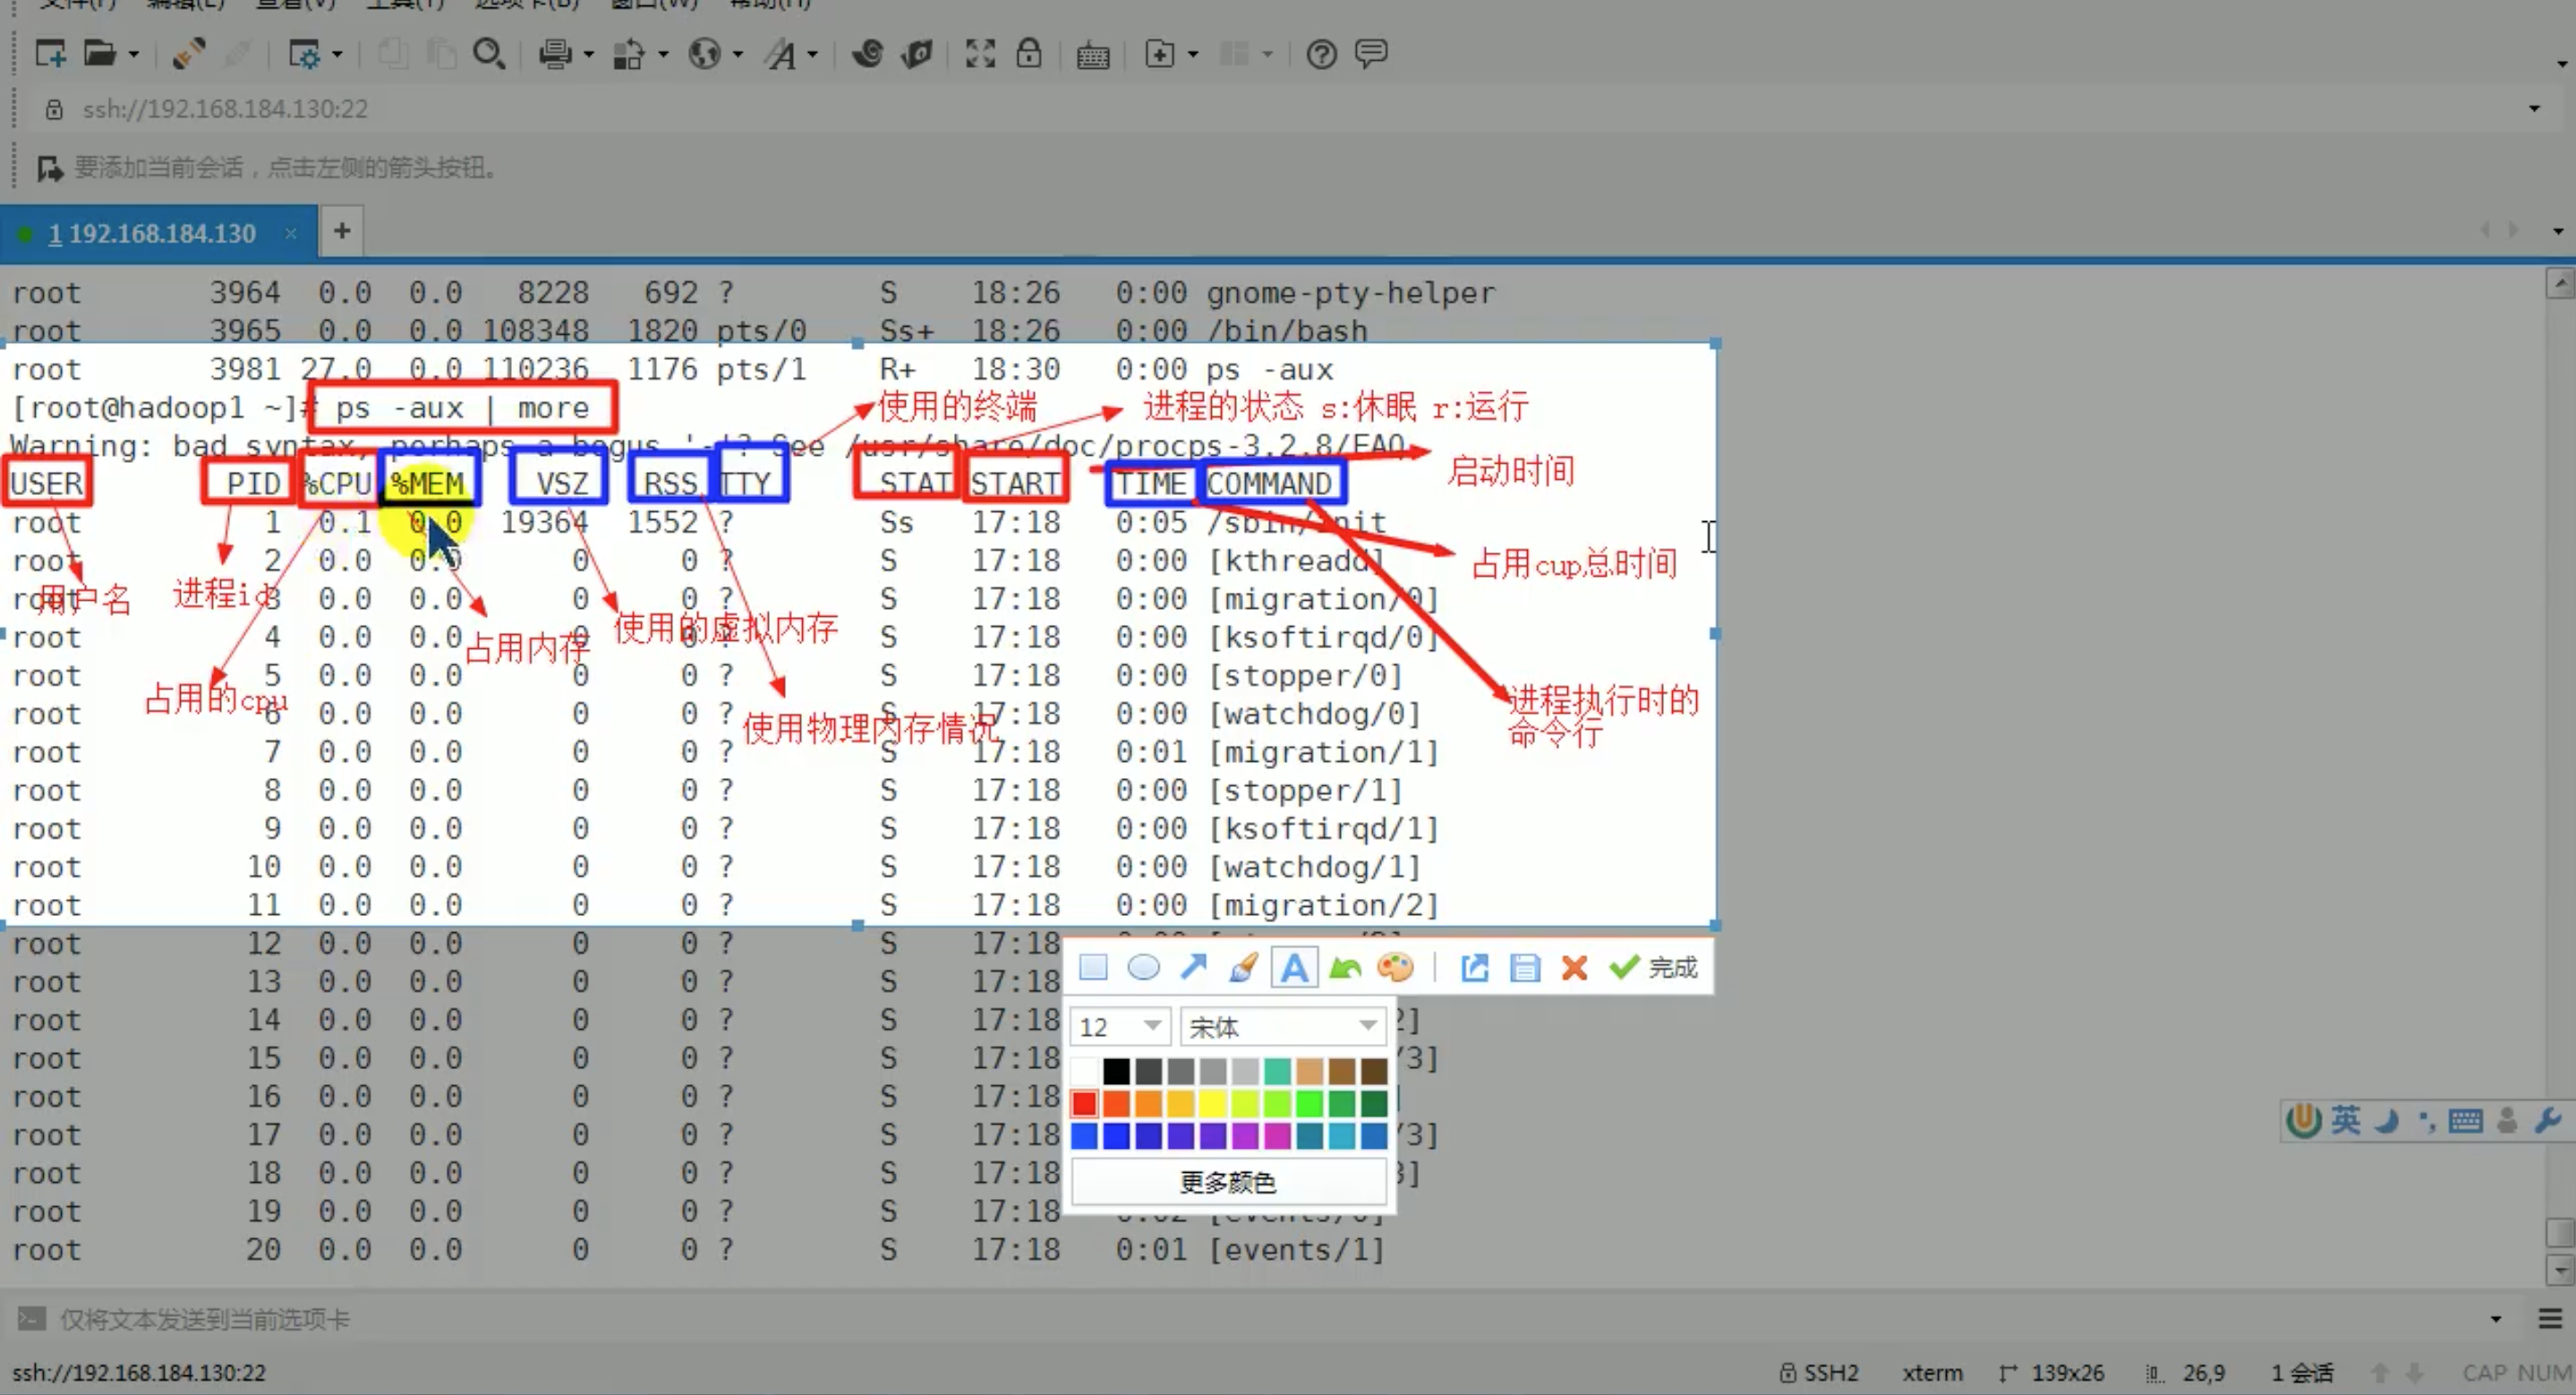 文件(F) 编辑(E) 查看(V) 工具(T) 选项卡(B) 窗口(W) 帮助(H)
ssh://192.168.184.130:22
要添加当前会话，点击左侧的箭头按钮。
1 192.168.184.130 × +
root 3964 0.0 0.0 8228 692 ? S 18:26 0:00 gnome-pty-helper
root 3965 0.0 0.0 108348 1820 pts/0 Ss+ 18:26 0:00 /bin/bash
root 3981 27.0 0.0 110236 1176 pts/1 R+ 18:30 0:00 ps -aux
[root@hadoop1 ~]# ps -aux | more
使用的终端
进程的状态 s:休眠 r:运行
Warning: bad syntax, perhaps a bogus '-'? See /usr/share/doc/procps-3.2.8/FAQ
启动时间
USER PID %CPU %MEM VSZ RSS TTY STAT START TIME COMMAND
root 1 0.1 0.0 19364 1552 ? Ss 17:18 0:05 /sbin/init
root 2 0.0 0.0 0 0 ? S 17:18 0:00 [kthreadd]
占用cup总时间
root 3 0.0 0.0 0 0 ? S 17:18 0:00 [migration/0]
用户名
进程id
使用的虚拟内存
root 4 0.0 0.0 0 0 ? S 17:18 0:00 [ksoftirqd/0]
占用内存
root 5 0.0 0.0 0 0 ? S 17:18 0:00 [stopper/0]
占用的cpu
进程执行时的
命令行
root 6 0.0 0.0 0 0 ? S 17:18 0:00 [watchdog/0]
使用物理内存情况
root 7 0.0 0.0 0 0 ? S 17:18 0:01 [migration/1]
root 8 0.0 0.0 0 0 ? S 17:18 0:00 [stopper/1]
root 9 0.0 0.0 0 0 ? S 17:18 0:00 [ksoftirqd/1]
root 10 0.0 0.0 0 0 ? S 17:18 0:00 [watchdog/1]
root 11 0.0 0.0 0 0 ? S 17:18 0:00 [migration/2]
root 12 0.0 0.0 0 0 ? S 17:18
A 完成
root 13 0.0 0.0 0 0 ? S 17:18
root 14 0.0 0.0 0 0 ? S 17:18 2]
12 宋体
root 15 0.0 0.0 0 0 ? S 17:18 /3]
root 16 0.0 0.0 0 0 ? S 17:18
英
root 17 0.0 0.0 0 0 ? S 17:18 /3]
root 18 0.0 0.0 0 0 ? S 17:18 3]
更多颜色
root 19 0.0 0.0 0 0 ? S 17:18 0:02 [events/0]
root 20 0.0 0.0 0 0 ? S 17:18 0:01 [events/1]
仅将文本发送到当前选项卡
ssh://192.168.184.130:22 SSH2 xterm 139x26 26,9 1 会话 CAP NUM